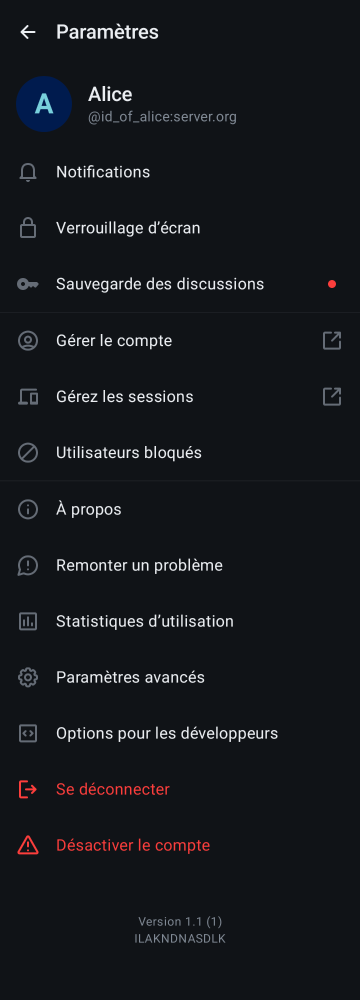 Paramètres
A
Alice
@id_of_alice:server.org
Notifications
Verrouillage d’écran
Sauvegarde des discussions
Gérer le compte
Gérez les sessions
Utilisateurs bloqués
À propos
Remonter un problème
Statistiques d’utilisation
Paramètres avancés
Options pour les développeurs
Se déconnecter
Désactiver le compte
Version 1.1 (1)
ILAKNDNASDLK